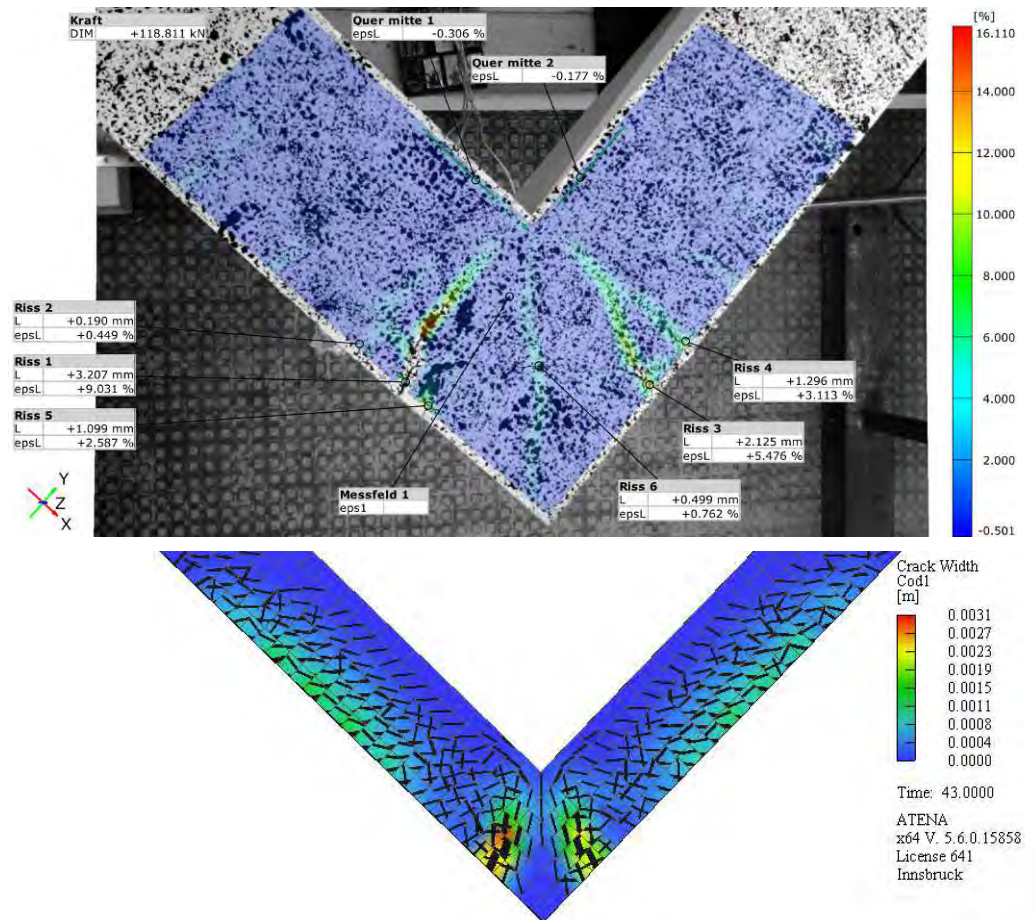 Kraft
DIM +118.811 kN
Quer mitte 1
epsL -0.306 %
Quer mitte 2
epsL -0.177 %
[%]
16.110
14.000
12.000
10.000
8.000
6.000
4.000
2.000
-0.501
Riss 2
L +0.190 mm
epsL +0.449 %
Riss 1
L +3.207 mm
epsL +9.031 %
Riss 5
L +1.099 mm
epsL +2.587 %
Riss 4
L +1.296 mm
epsL +3.113 %
Riss 3
L +2.125 mm
epsL +5.476 %
Messfeld 1
eps1
Riss 6
L +0.499 mm
epsL +0.762 %
Y
Z
X
Crack Width
Cod1
[m]
0.0031
0.0027
0.0023
0.0019
0.0015
0.0011
0.0008
0.0004
0.0000
Time: 43.0000
ATENA
x64 V. 5.6.0.15858
License 641
Innsbruck